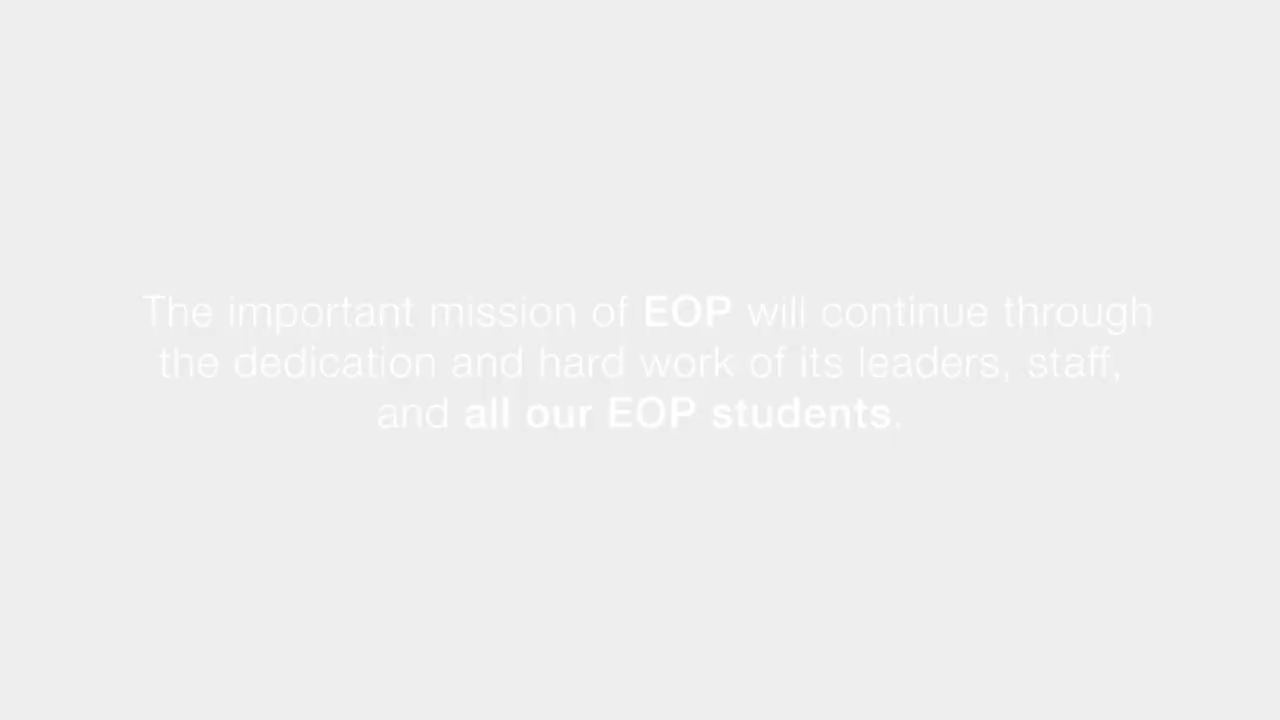 The important mission of EOP will continue through
the dedication and hard work of its leaders, staff,
and all our EOP students.